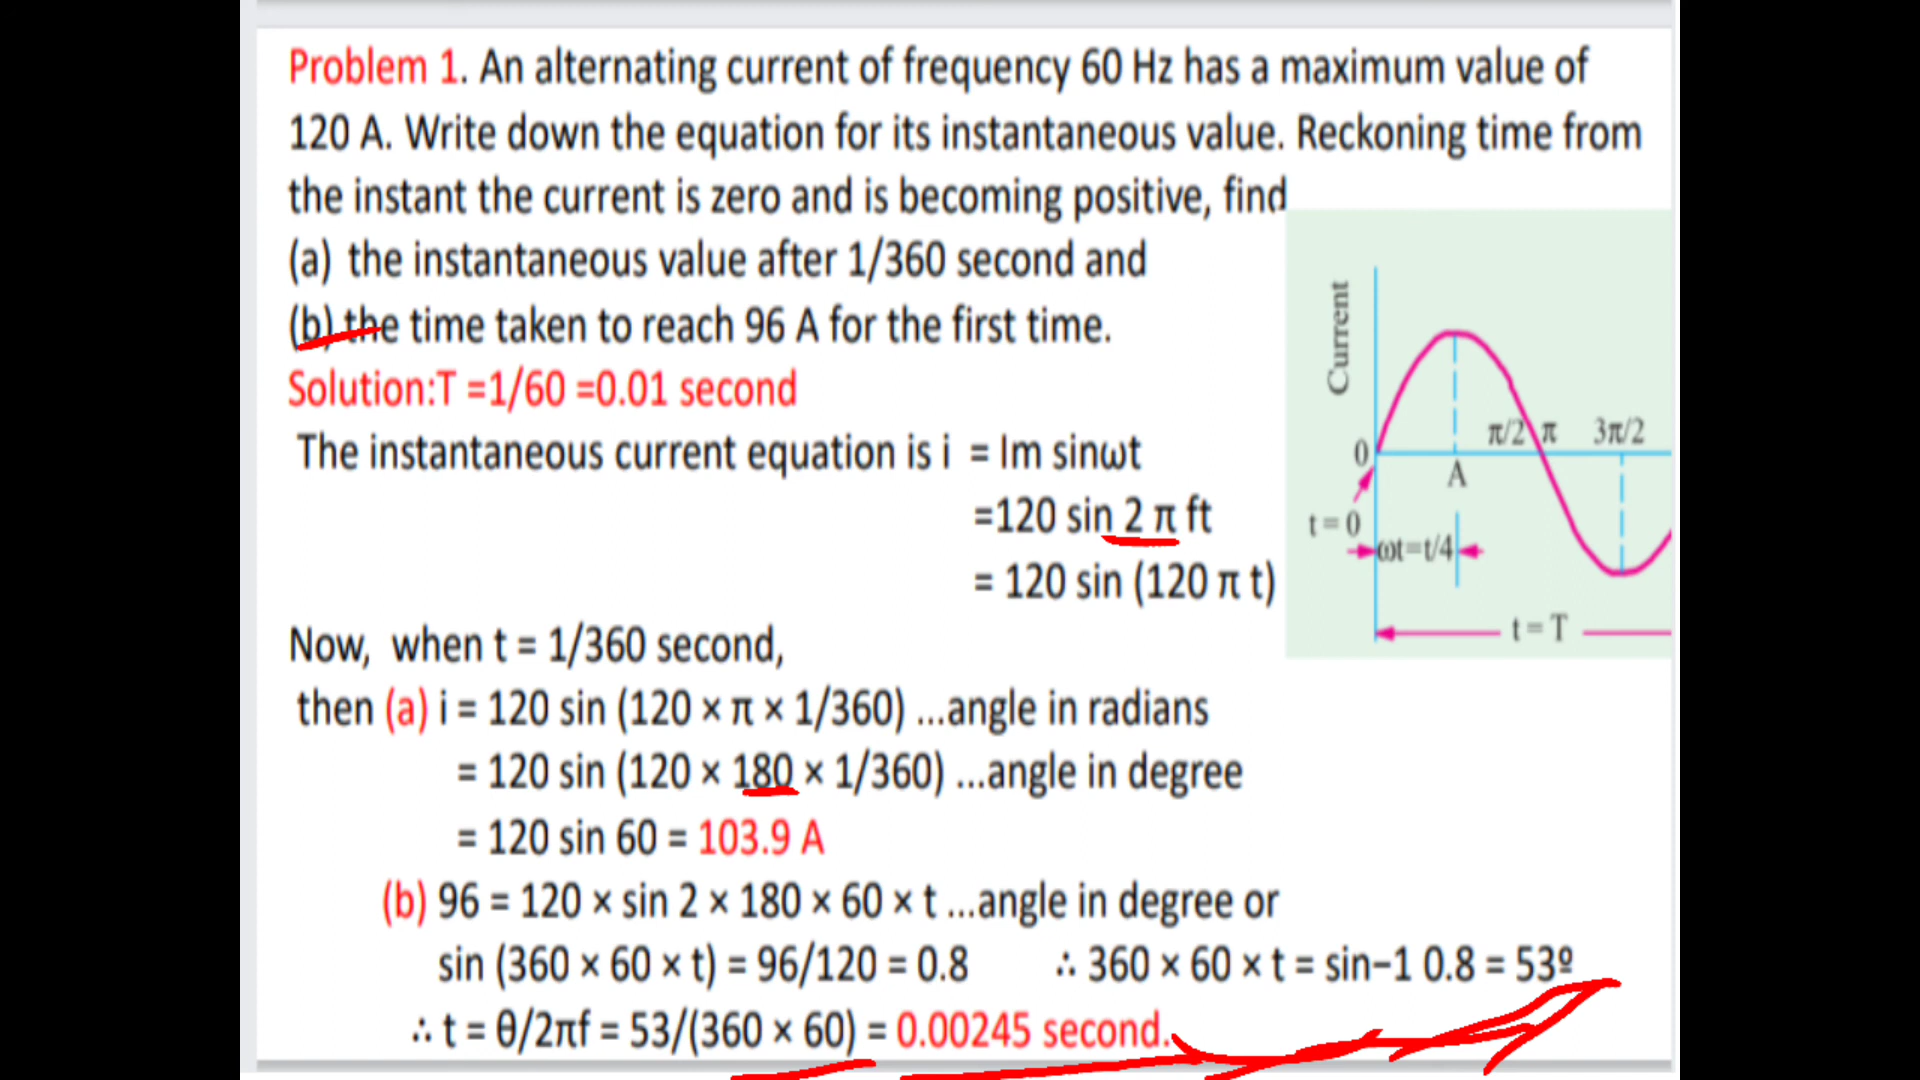 Problem 1. An alternating current of frequency 60 Hz has a maximum value of
120 A. Write down the equation for its instantaneous value. Reckoning time from
the instant the current is zero and is becoming positive, find
(a) the instantaneous value after 1/360 second and
(b) the time taken to reach 96 A for the first time.
Solution:T =1/60 =0.01 second
The instantaneous current equation is i = Im sinωt
=120 sin 2 π ft
= 120 sin (120 π t)
Now, when t = 1/360 second,
then (a) i = 120 sin (120 × π × 1/360) ...angle in radians
= 120 sin (120 × 180 × 1/360) ...angle in degree
= 120 sin 60 = 103.9 A
(b) 96 = 120 × sin 2 × 180 × 60 × t ...angle in degree or
sin (360 × 60 × t) = 96/120 = 0.8 ∴ 360 × 60 × t = sin−1 0.8 = 53º
∴ t = θ/2πf = 53/(360 × 60) = 0.00245 second.
Current
0
π/2 π 3π/2
A
t = 0
ωt=t/4
t = T